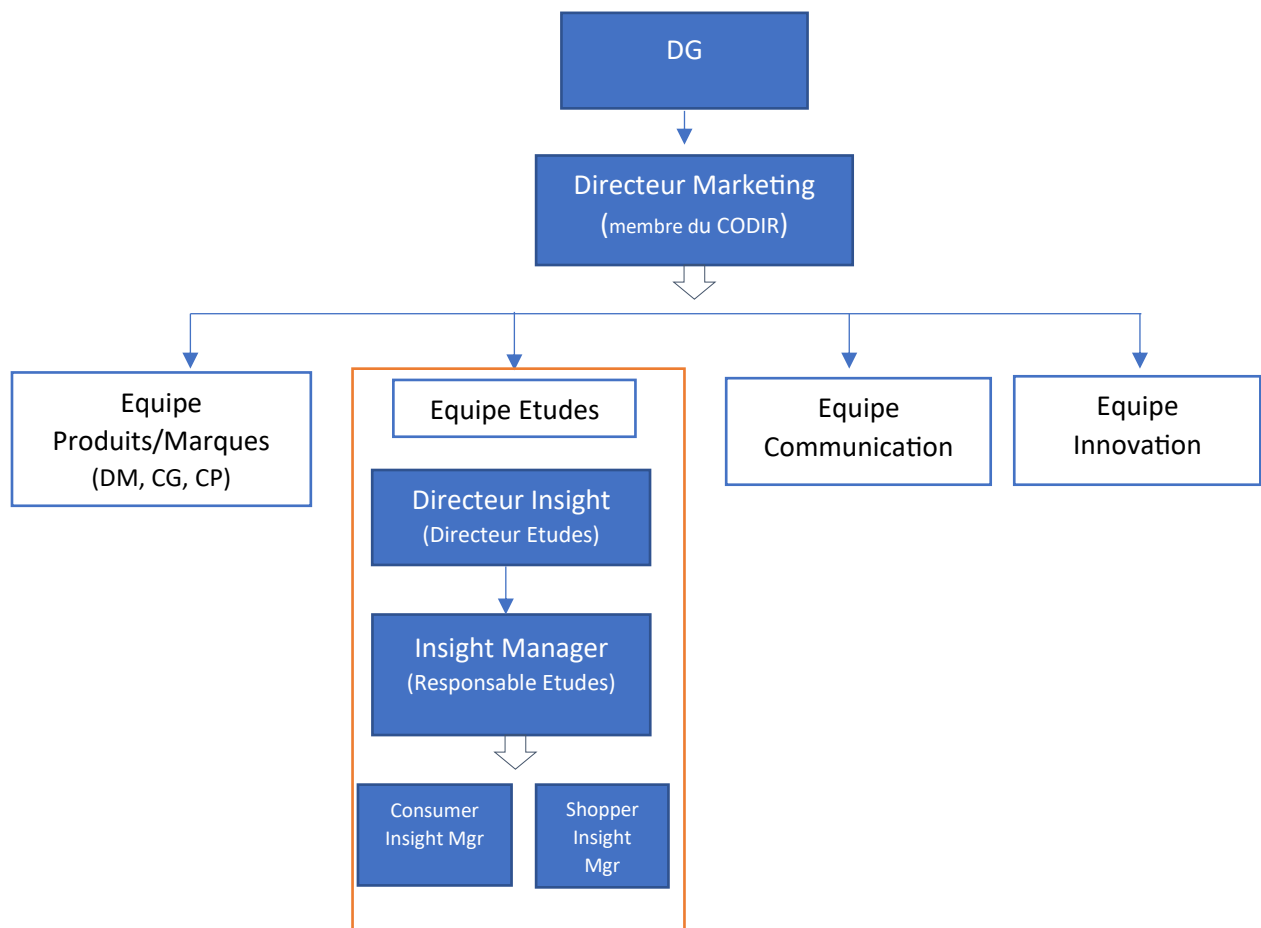 DG
Directeur Marketing
(membre du CODIR)
Equipe
Produits/Marques
(DM, CG, CP)
Equipe Etudes
Directeur Insight
(Directeur Etudes)
Insight Manager
(Responsable Etudes)
Consumer
Insight Mgr
Shopper
Insight
Mgr
Equipe
Communication
Equipe
Innovation